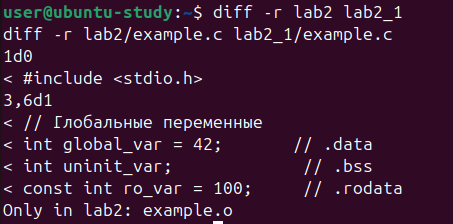 user@ubuntu-study:~$ diff -r lab2 lab2_1
diff -r lab2/example.c lab2_1/example.c
1d0
< #include <stdio.h>
3,6d1
< // Глобальные переменные
< int global_var = 42;        // .data
< int uninit_var;              // .bss
< const int ro_var = 100;     // .rodata
Only in lab2: example.o